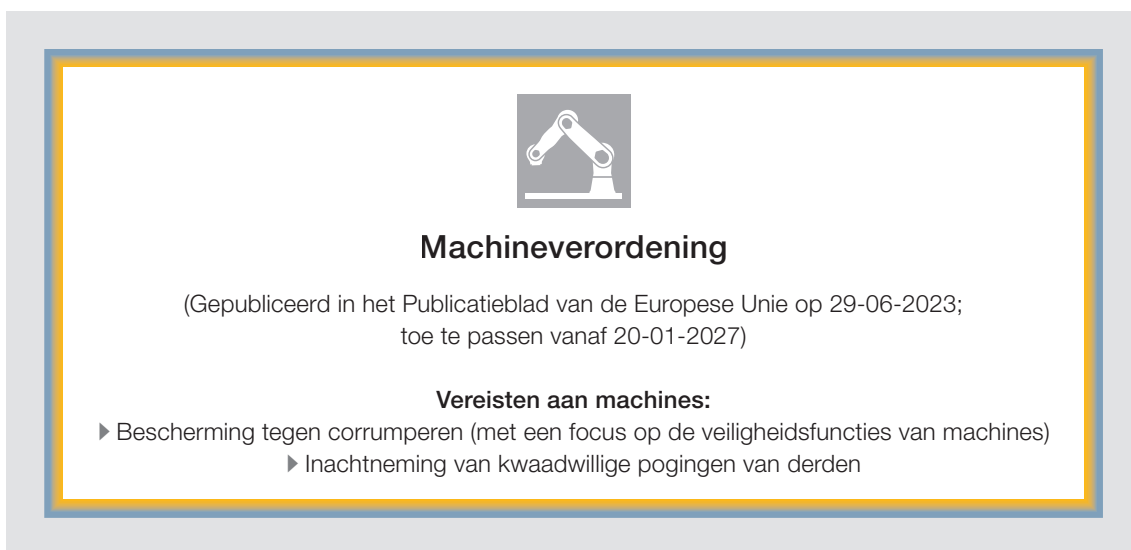 Machineverordening
(Gepubliceerd in het Publicatieblad van de Europese Unie op 29-06-2023;
toe te passen vanaf 20-01-2027)
Vereisten aan machines:
Bescherming tegen corrumperen (met een focus op de veiligheidsfuncties van machines)
Inachtneming van kwaadwillige pogingen van derden